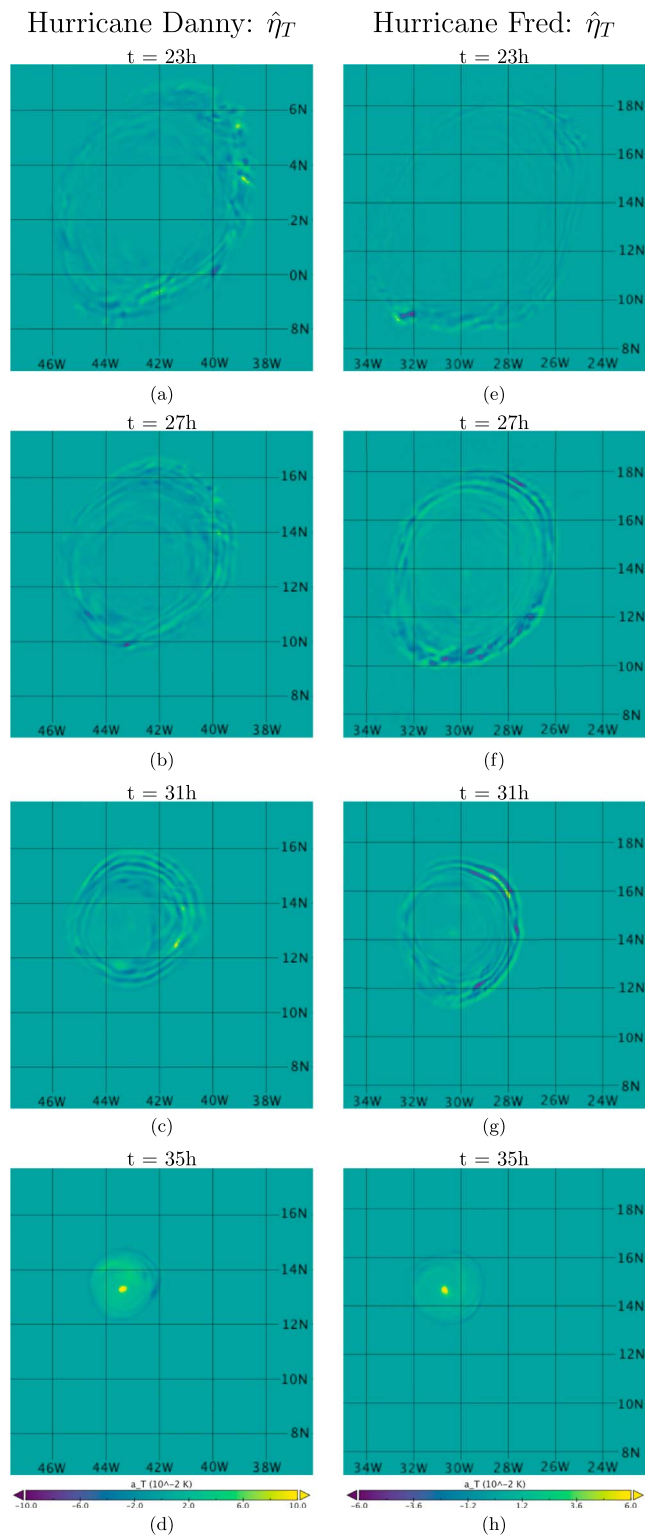 Hurricane Danny: η̂_T
Hurricane Fred: η̂_T
t = 23h
t = 23h
6N
4N
2N
0N
8N
46W 44W 42W 40W 38W
18N
16N
14N
12N
10N
8N
34W 32W 30W 28W 26W 24W
(a)
(e)
t = 27h
t = 27h
16N
14N
12N
10N
8N
46W 44W 42W 40W 38W
18N
16N
14N
12N
10N
8N
34W 32W 30W 28W 26W 24W
(b)
(f)
t = 31h
t = 31h
16N
14N
12N
10N
8N
46W 44W 42W 40W 38W
18N
16N
14N
12N
10N
8N
34W 32W 30W 28W 26W 24W
(c)
(g)
t = 35h
t = 35h
16N
14N
12N
10N
8N
46W 44W 42W 40W 38W
18N
16N
14N
12N
10N
8N
34W 32W 30W 28W 26W 24W
a_T (10^-2 K)
-10.0 -6.0 -2.0 2.0 6.0 10.0
a_T (10^-2 K)
-6.0 -3.6 -1.2 1.2 3.6 6.0
(d)
(h)